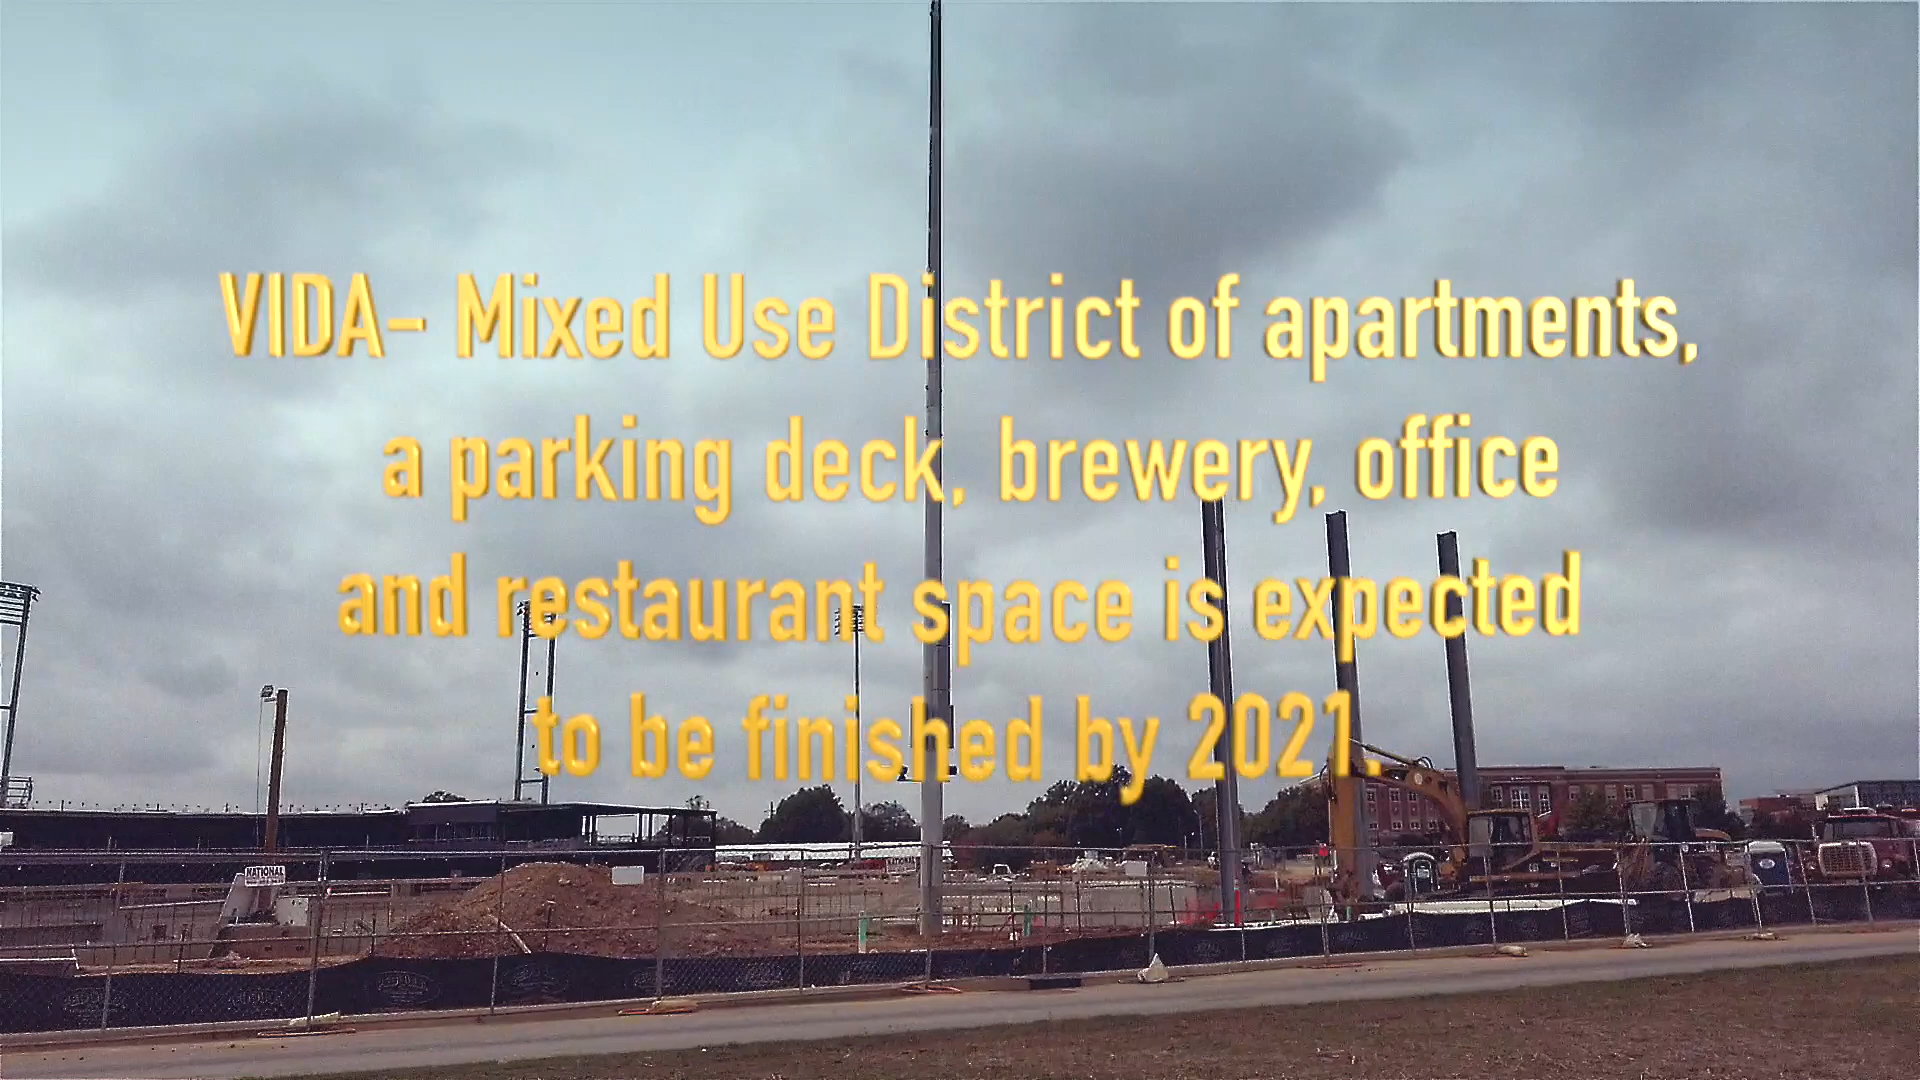 VIDA- Mixed Use District of apartments,
a parking deck, brewery, office
and restaurant space is expected
to be finished by 2021.
NATIONAL